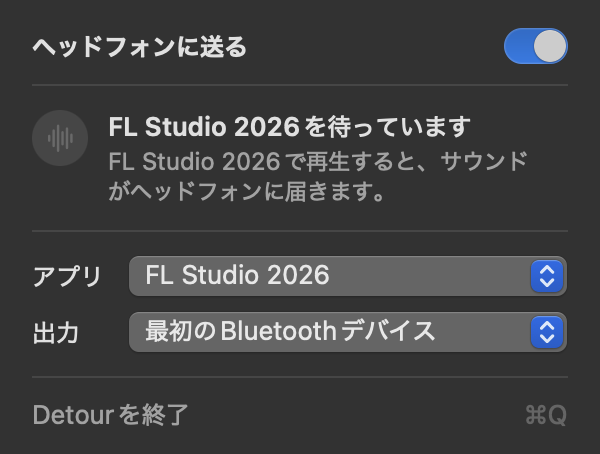 ヘッドフォンに送る
FL Studio 2026を待っています
FL Studio 2026で再生すると、サウンド
がヘッドフォンに届きます。
アプリ FL Studio 2026
出力 最初のBluetoothデバイス
Detourを終了 ⌘Q